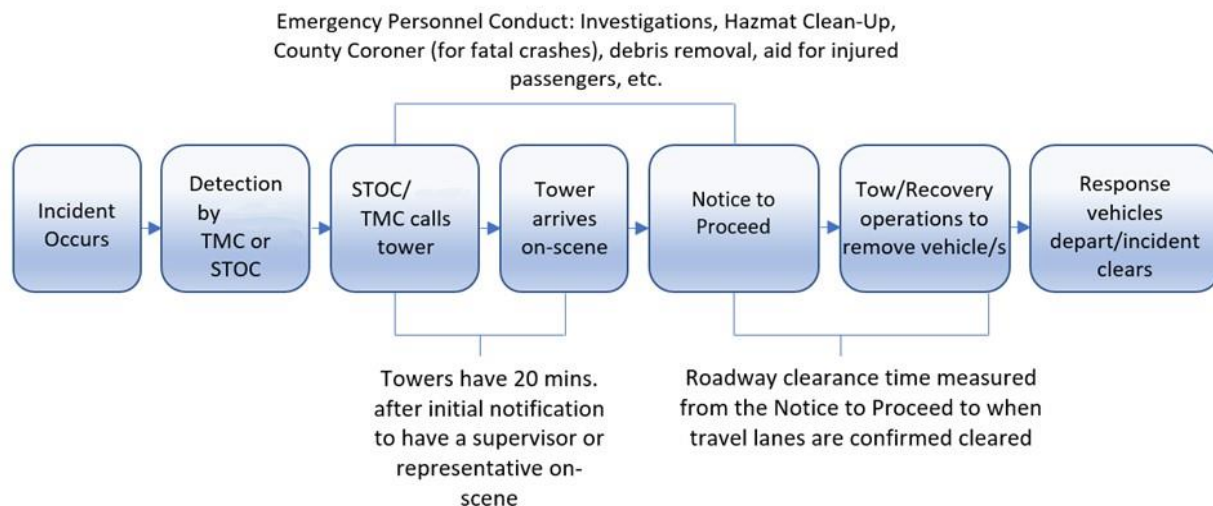 Emergency Personnel Conduct: Investigations, Hazmat Clean-Up,
County Coroner (for fatal crashes), debris removal, aid for injured
passengers, etc.
Incident
Occurs
Detection
by
TMC or
STOC
STOC/
TMC calls
tower
Tower
arrives
on-scene
Notice to
Proceed
Tow/Recovery
operations to
remove vehicle/s
Response
vehicles
depart/incident
clears
Towers have 20 mins.
after initial notification
to have a supervisor or
representative on-
scene
Roadway clearance time measured
from the Notice to Proceed to when
travel lanes are confirmed cleared